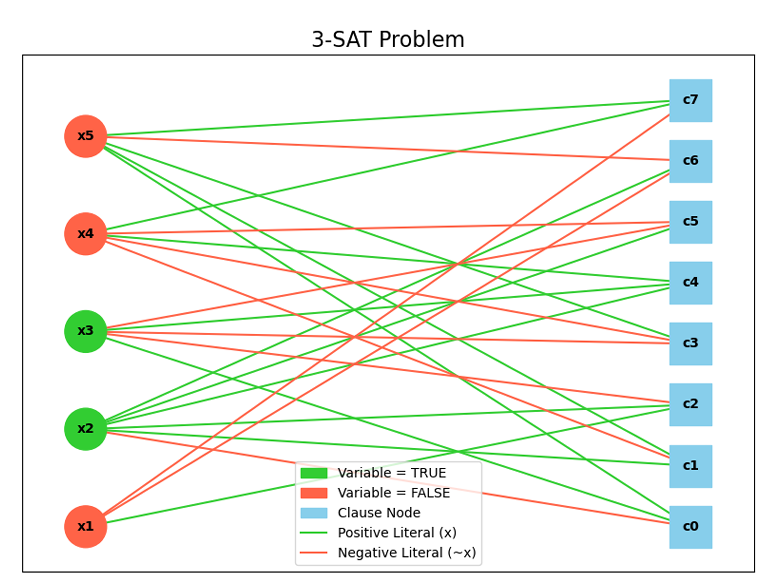 3-SAT Problem
x5
x4
x3
x2
x1
c7
c6
c5
c4
c3
c2
c1
c0
Variable = TRUE
Variable = FALSE
Clause Node
Positive Literal (x)
Negative Literal (~x)